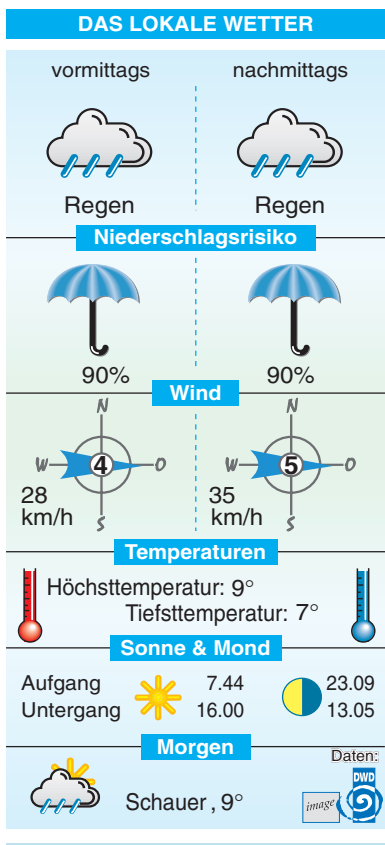 DAS LOKALE WETTER
vormittags nachmittags
Regen Regen
Niederschlagsrisiko
90% 90%
Wind
N N
W 4 O W 5 O
28 35
km/h km/h
S S
Temperaturen
Höchsttemperatur: 9°
Tiefsttemperatur: 7°
Sonne & Mond
Aufgang 7.44 23.09
Untergang 16.00 13.05
Morgen
Daten:
DWD
Schauer , 9°
image